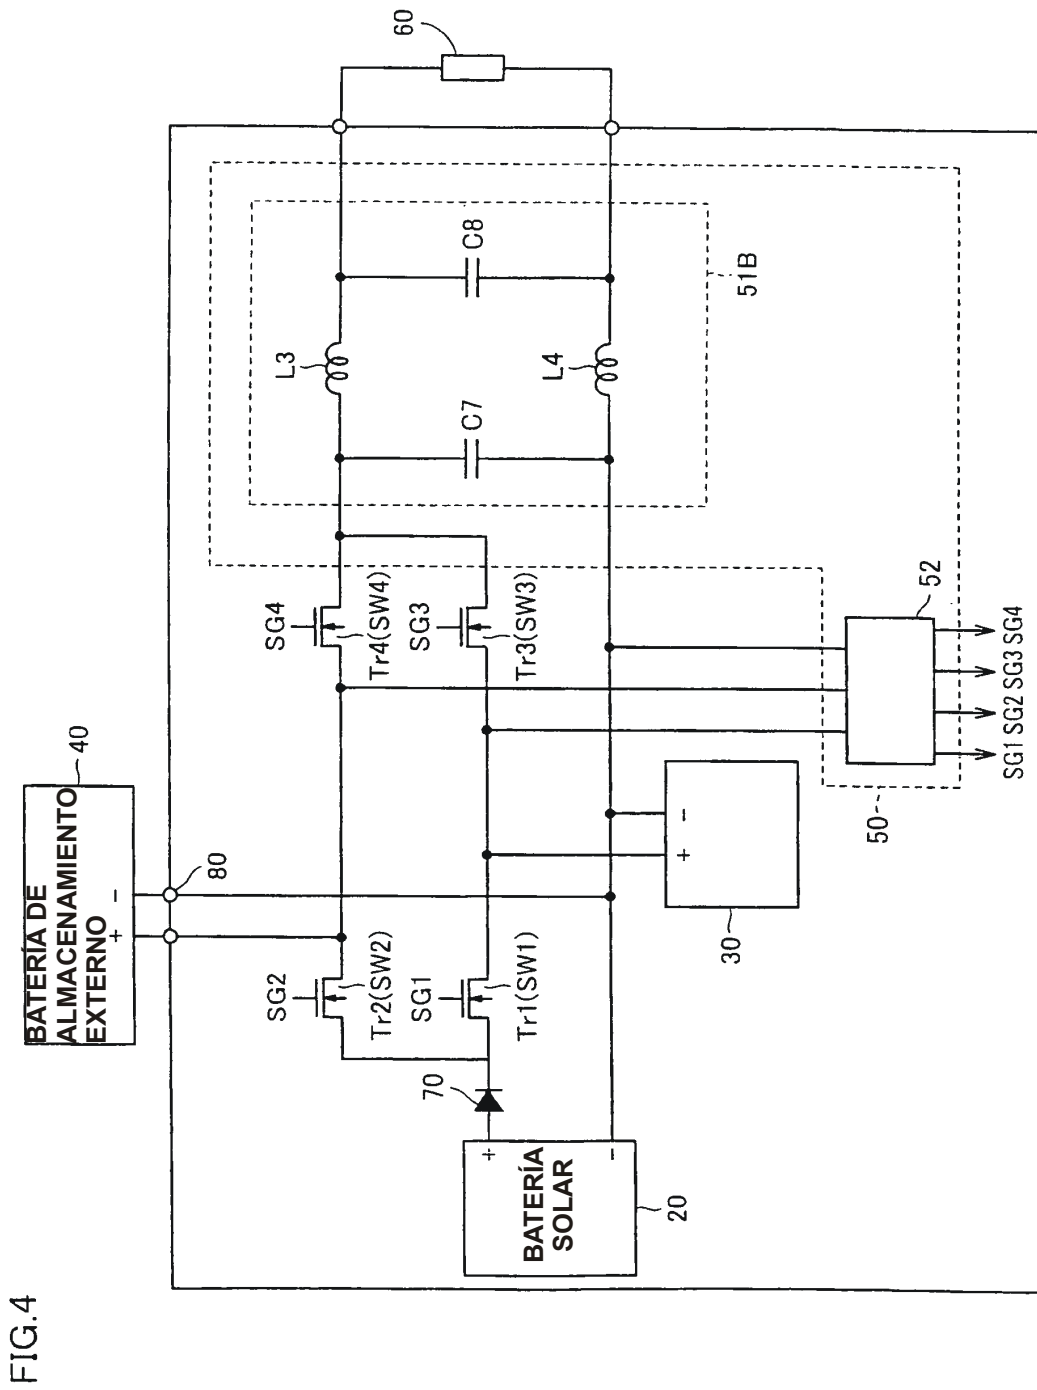 FIG.4
BATERÍA DE
ALMACENAMIENTO
EXTERNO
+
−
40
80
60
SG2
Tr2(SW2)
SG1
Tr1(SW1)
70
BATERÍA
SOLAR
+
−
20
+
−
30
SG4
Tr4(SW4)
SG3
Tr3(SW3)
L3
L4
C7
C8
51B
50
52
SG1 SG2 SG3 SG4